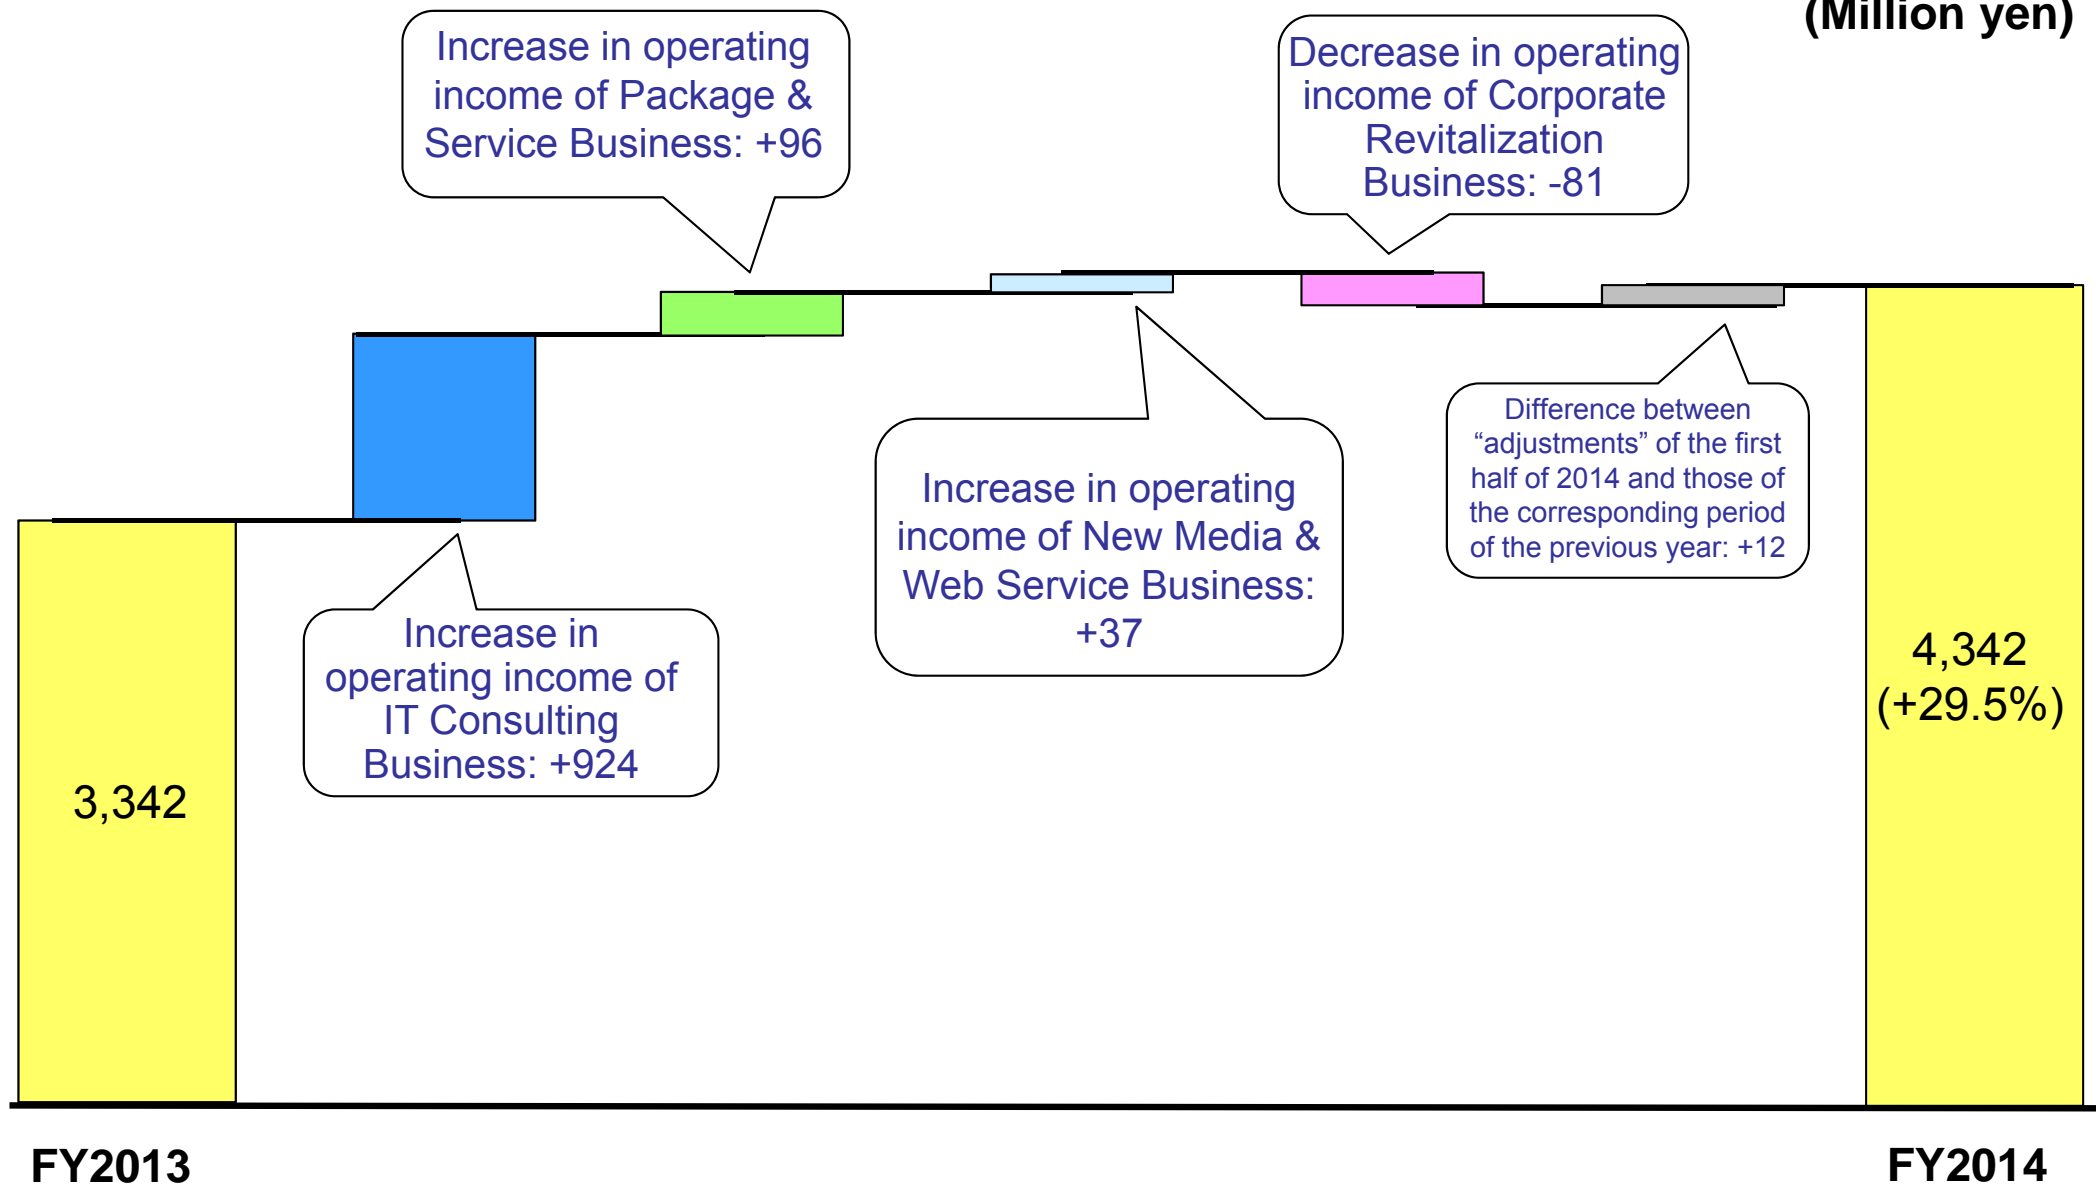 (Million yen)
Increase in operating
income of Package &
Service Business: +96
Decrease in operating
income of Corporate
Revitalization
Business: -81
Increase in
operating income of
IT Consulting
Business: +924
Increase in operating
income of New Media &
Web Service Business:
+37
Difference between
“adjustments” of the first
half of 2014 and those of
the corresponding period
of the previous year: +12
3,342
4,342
(+29.5%)
FY2013
FY2014